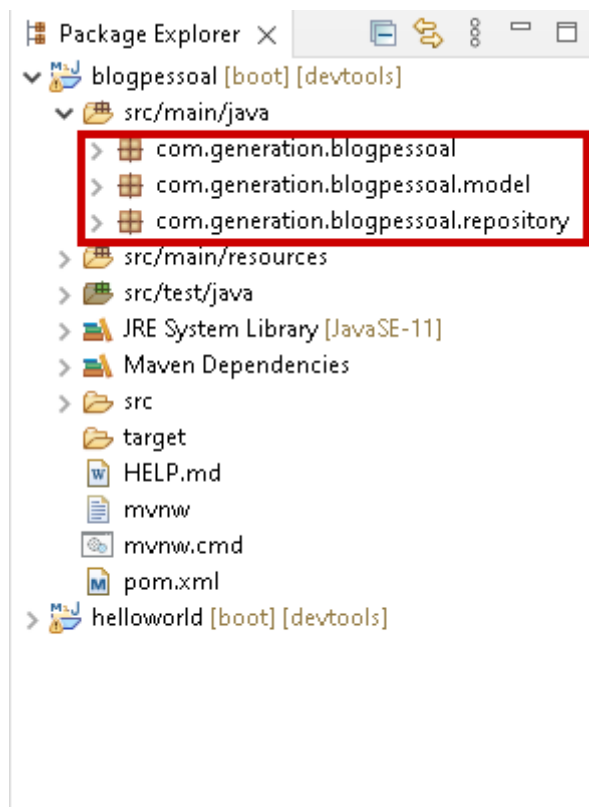 Package Explorer
blogpessoal [boot] [devtools]
src/main/java
com.generation.blogpessoal
com.generation.blogpessoal.model
com.generation.blogpessoal.repository
src/main/resources
src/test/java
JRE System Library [JavaSE-11]
Maven Dependencies
src
target
HELP.md
mvnw
mvnw.cmd
pom.xml
helloworld [boot] [devtools]